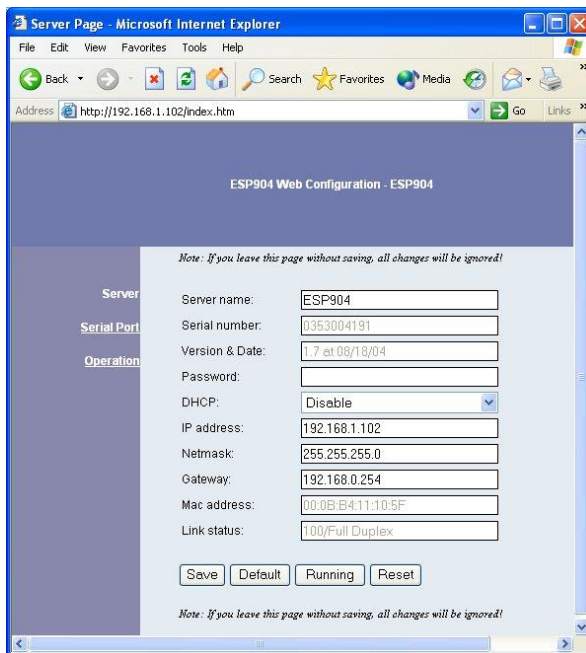 Server Page - Microsoft Internet Explorer
File Edit View Favorites Tools Help
Back Search Favorites Media
Address http://192.168.1.102/index.htm Go Links
ESP904 Web Configuration - ESP904
Note: If you leave this page without saving, all changes will be ignored!
Server
Serial Port
Operation
Server name: ESP904
Serial number: 0353004191
Version & Date: 1.7 at 08/18/04
Password:
DHCP: Disable
IP address: 192.168.1.102
Netmask: 255.255.255.0
Gateway: 192.168.0.254
Mac address: 00:0B:B4:11:10:5F
Link status: 100/Full Duplex
Save Default Running Reset
Note: If you leave this page without saving, all changes will be ignored!